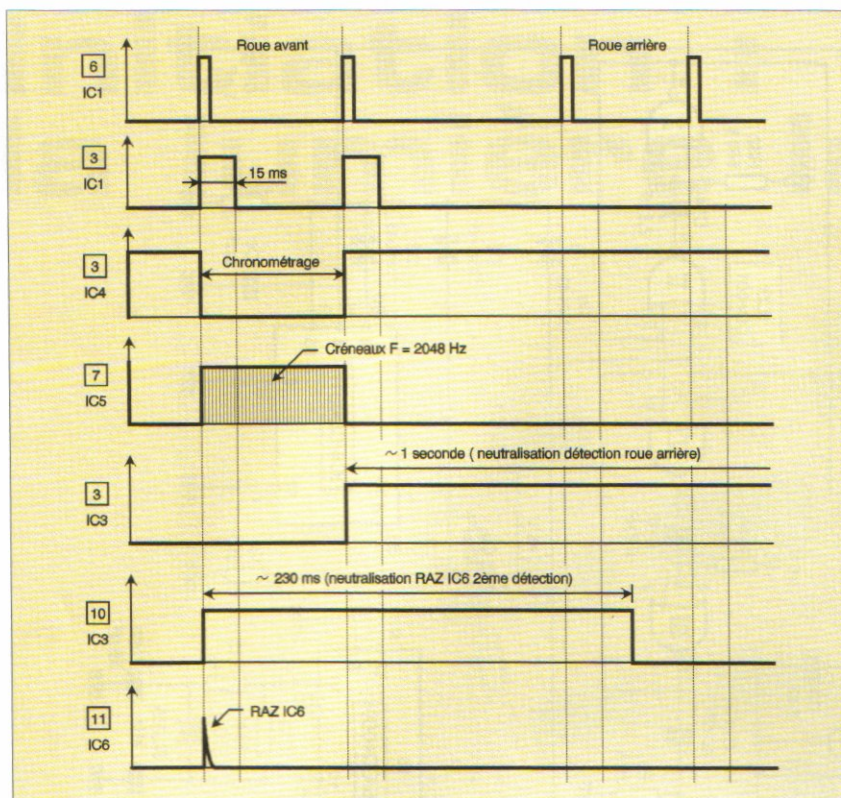 Roue avant
Roue arrière
6
IC1
3
IC1
15 ms
3
IC4
Chronométrage
Créneaux F = 2048 Hz
7
IC5
~ 1 seconde ( neutralisation détection roue arrière)
3
IC3
~ 230 ms (neutralisation RAZ IC6 2ème détection)
10
IC3
RAZ IC6
11
IC6